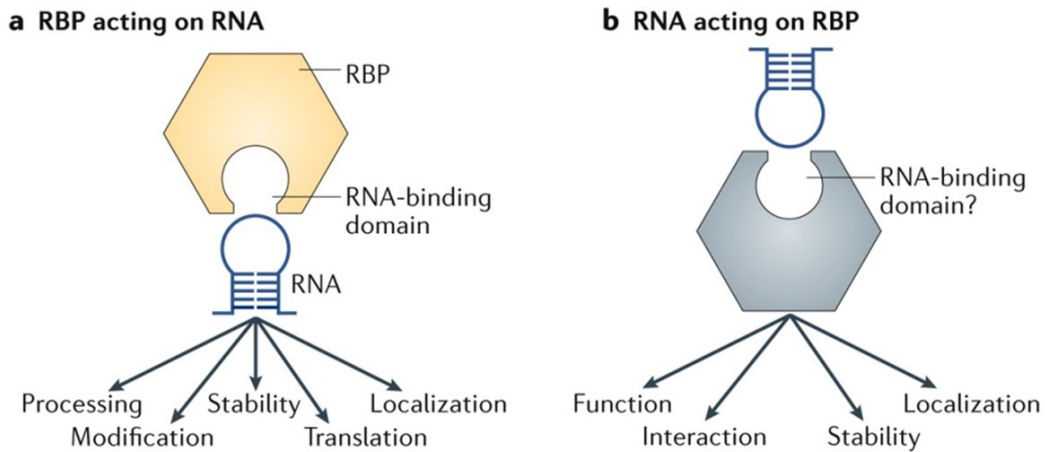 a RBP acting on RNA
RBP
RNA-binding
domain
RNA
Processing
Stability
Localization
Modification
Translation
b RNA acting on RBP
RNA-binding
domain?
Function
Localization
Interaction
Stability